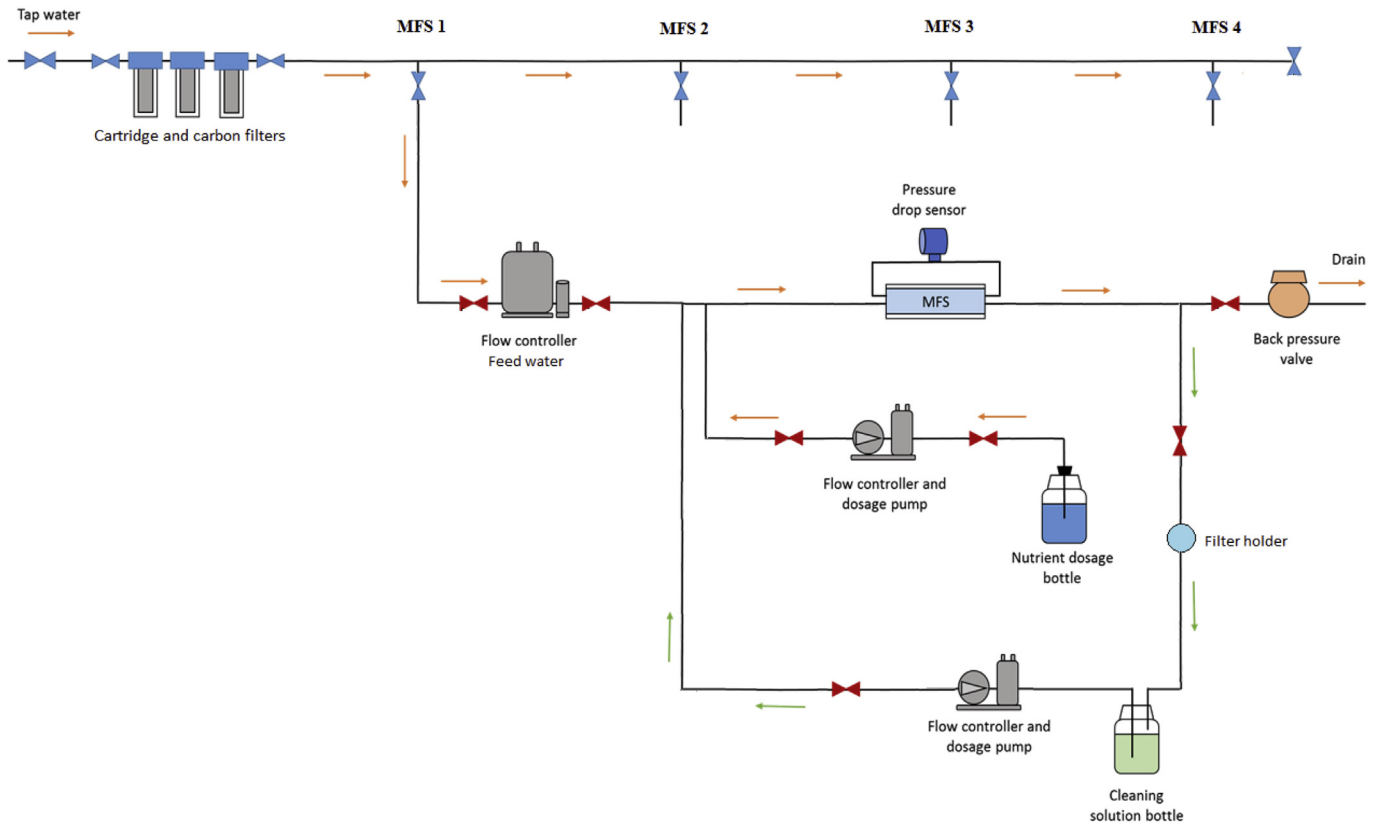 Tap water
MFS 1
MFS 2
MFS 3
MFS 4
Cartridge and carbon filters
Pressure
drop sensor
Drain
MFS
Flow controller
Feed water
Back pressure
valve
Flow controller and
dosage pump
Nutrient dosage
bottle
Filter holder
Flow controller and
dosage pump
Cleaning
solution bottle